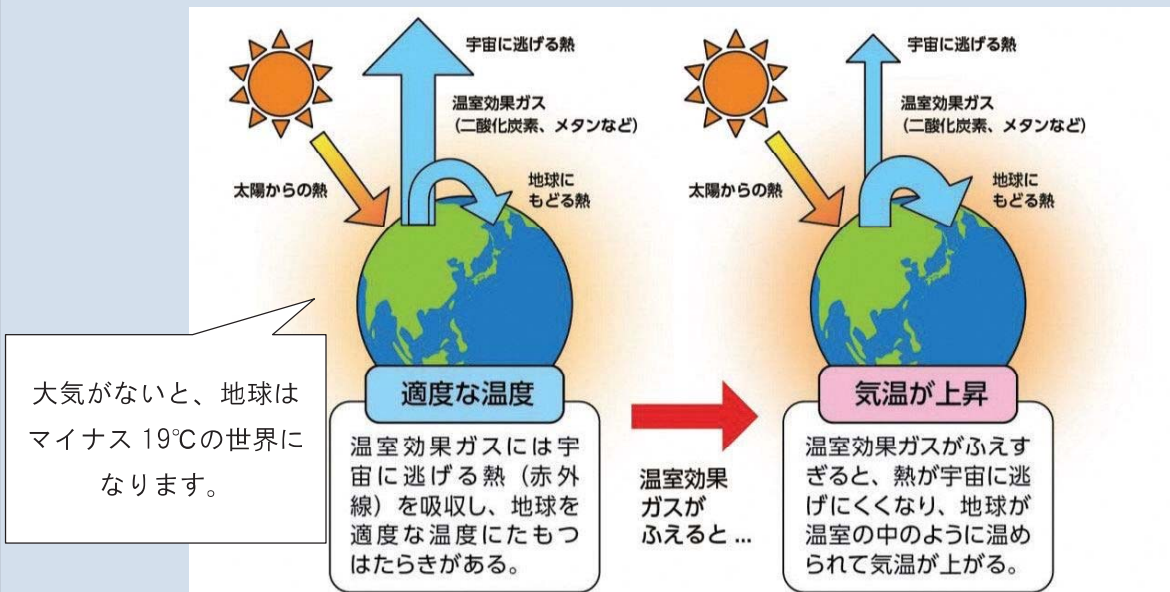 宇宙に逃げる熱
温室効果ガス
（二酸化炭素、メタンなど）
太陽からの熱
地球に
もどる熱
大気がないと、地球は
マイナス 19℃の世界に
なります。
適度な温度
温室効果ガスには宇
宙に逃げる熱（赤外
線）を吸収し、地球を
適度な温度にたもつ
はたらきがある。
温室効果
ガスが
ふえると ...
宇宙に逃げる熱
温室効果ガス
（二酸化炭素、メタンなど）
太陽からの熱
地球に
もどる熱
気温が上昇
温室効果ガスがふえす
ぎると、熱が宇宙に逃
げにくくなり、地球が
温室の中のように温め
られて気温が上がる。